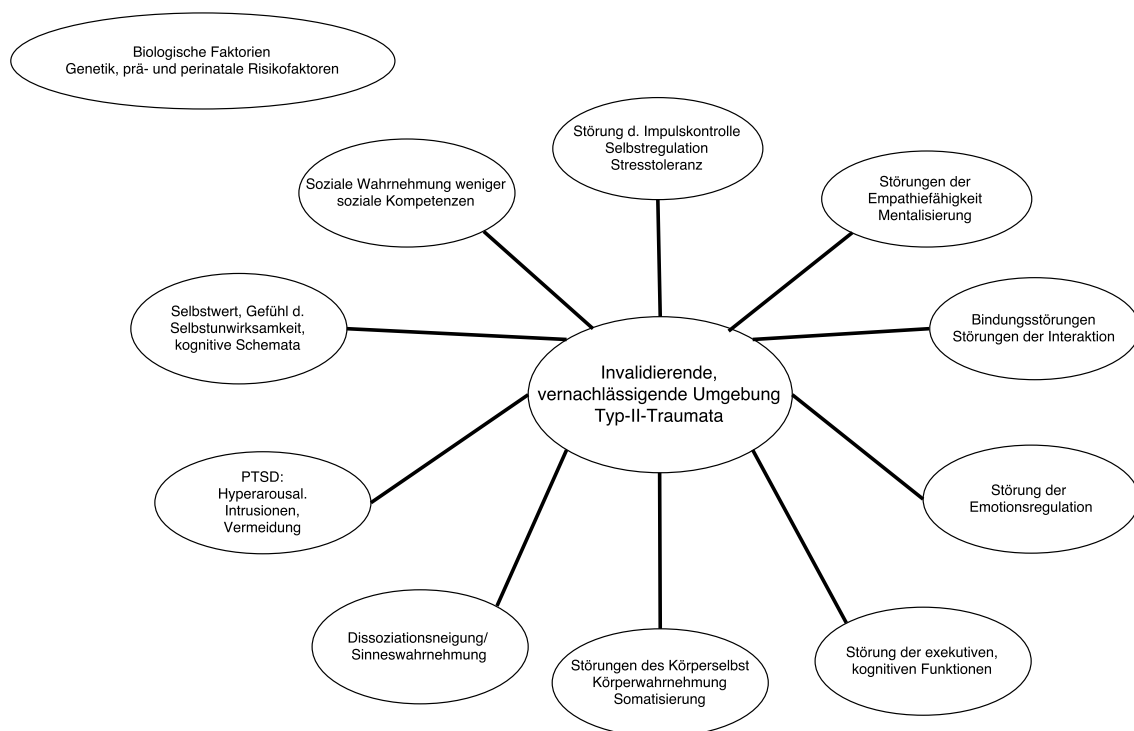 Biologische Faktorien
Genetik, prä- und perinatale Risikofaktoren
Störung d. Impulskontrolle
Selbstregulation
Stresstoleranz
Soziale Wahrnehmung weniger
soziale Kompetenzen
Störungen der
Empathiefähigkeit
Mentalisierung
Selbstwert, Gefühl d.
Selbstunwirksamkeit,
kognitive Schemata
Bindungsstörungen
Störungen der Interaktion
Invalidierende,
vernachlässigende Umgebung
Typ-II-Traumata
PTSD:
Hyperarousal.
Intrusionen,
Vermeidung
Störung der
Emotionsregulation
Dissoziationsneigung/
Sinneswahrnehmung
Störungen des Körperselbst
Körperwahrnehmung
Somatisierung
Störung der exekutiven,
kognitiven Funktionen